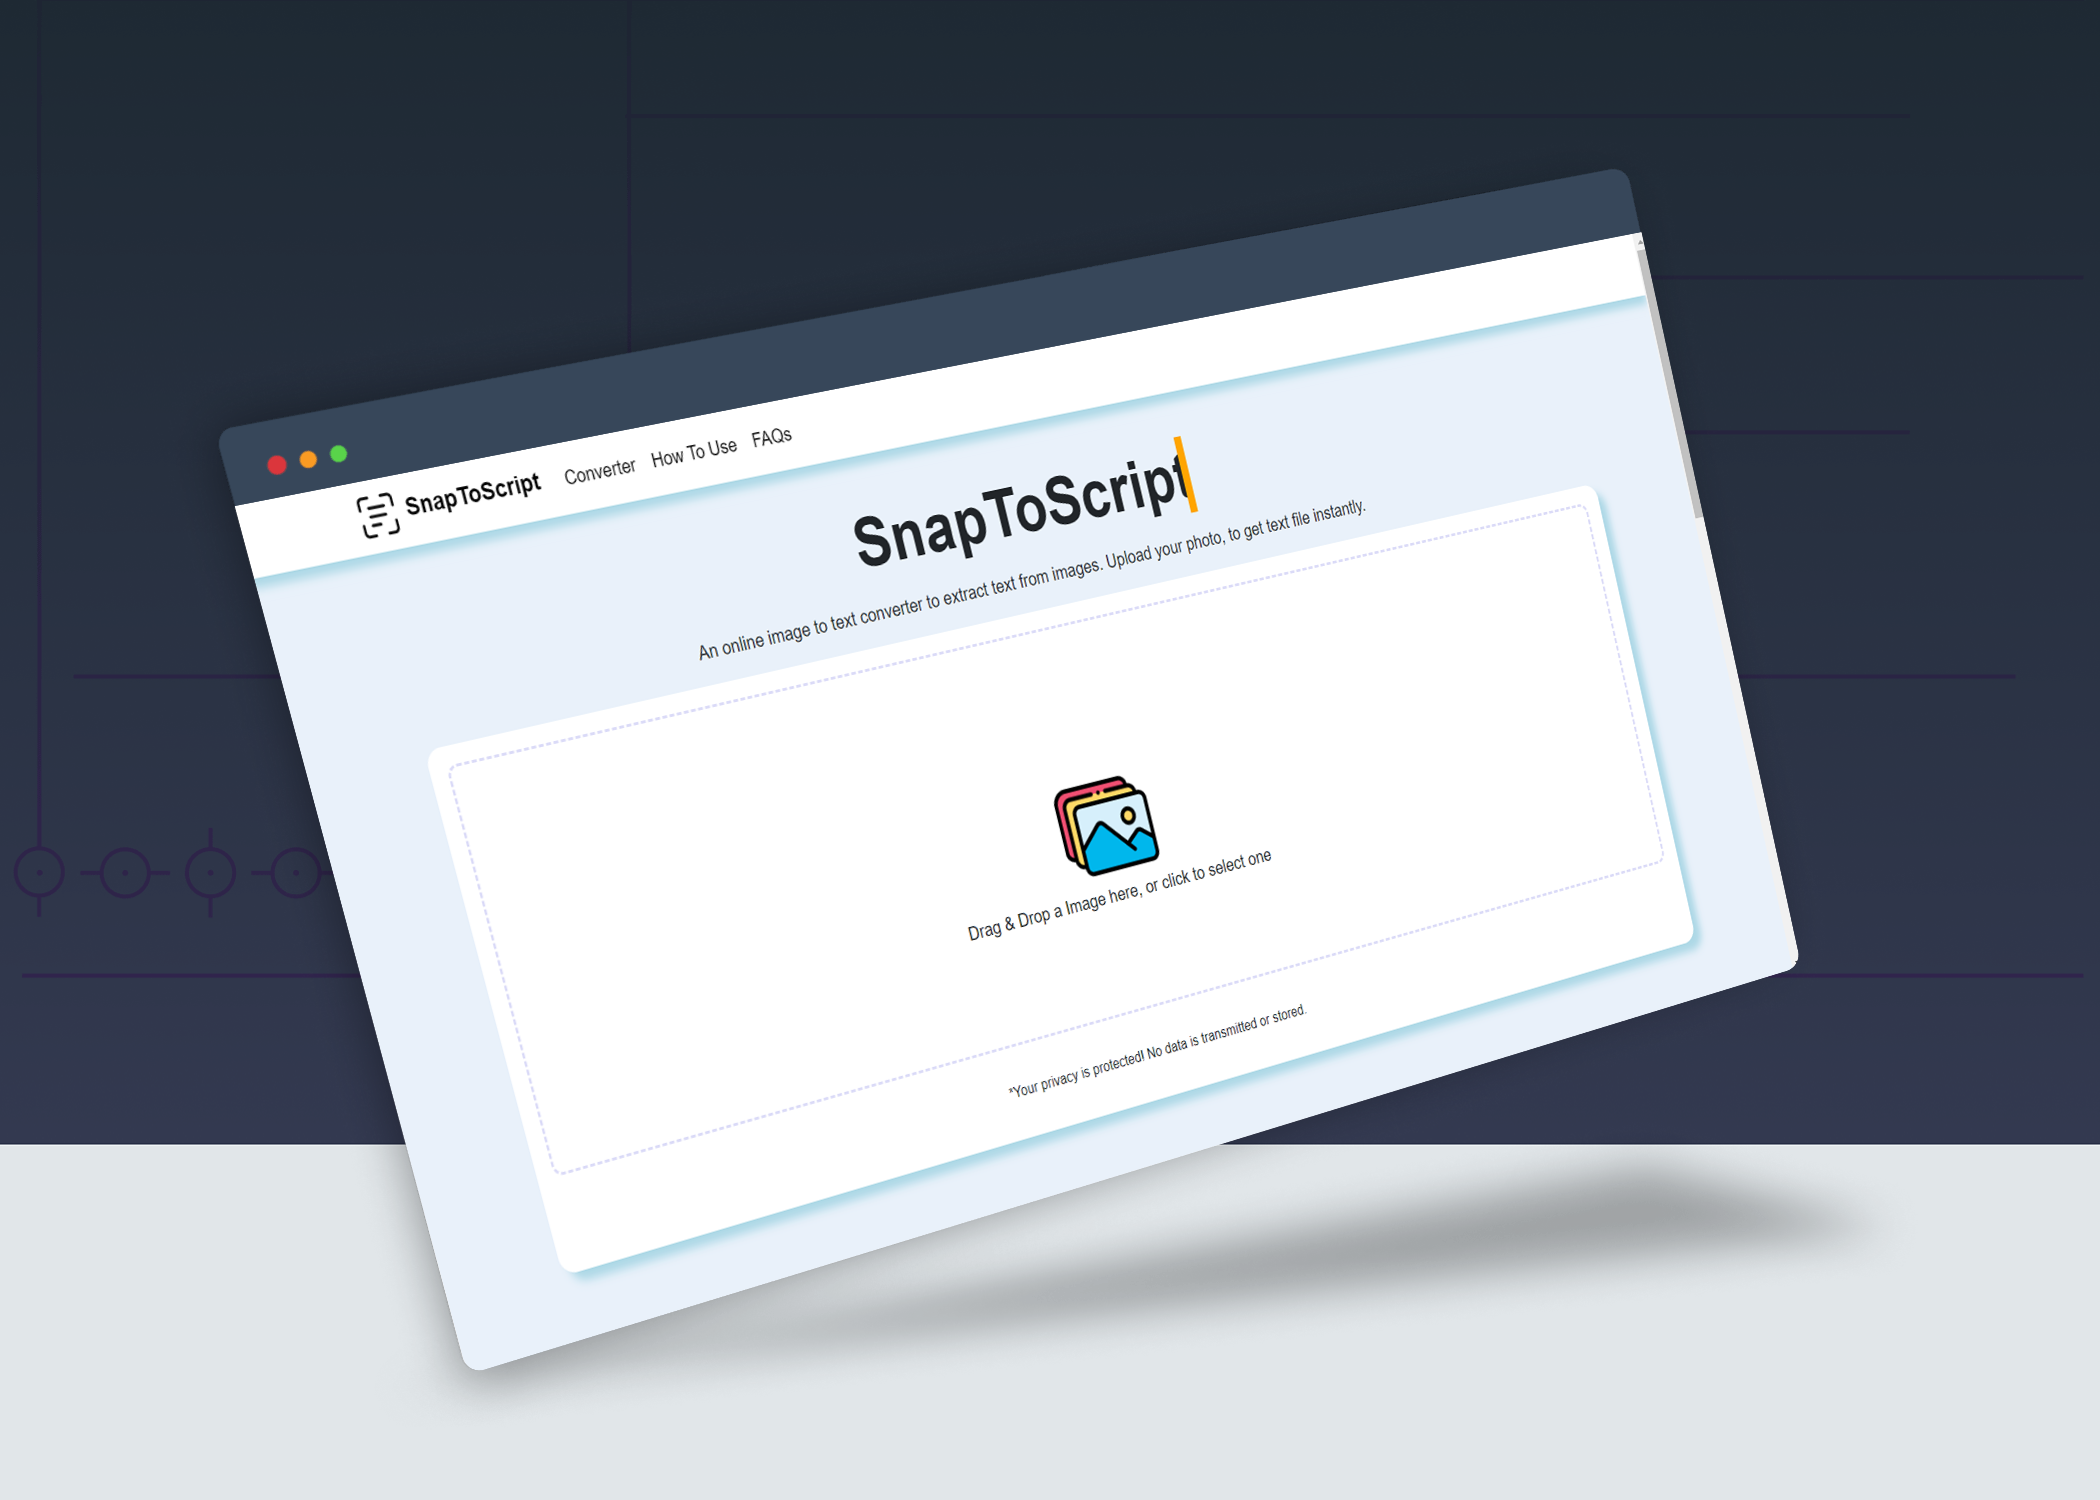 SnapToScript Converter How To Use FAQs
SnapToScript
An online image to text converter to extract text from images. Upload your photo, to get text file instantly.
Drag & Drop a Image here, or click to select one
*Your privacy is protected! No data is transmitted or stored.